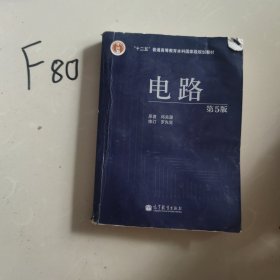 F80
"十二五"普通高等教育本科国家级规划教材
电路
第5版
原著 邱关源
修订 罗先觉
高等教育出版社